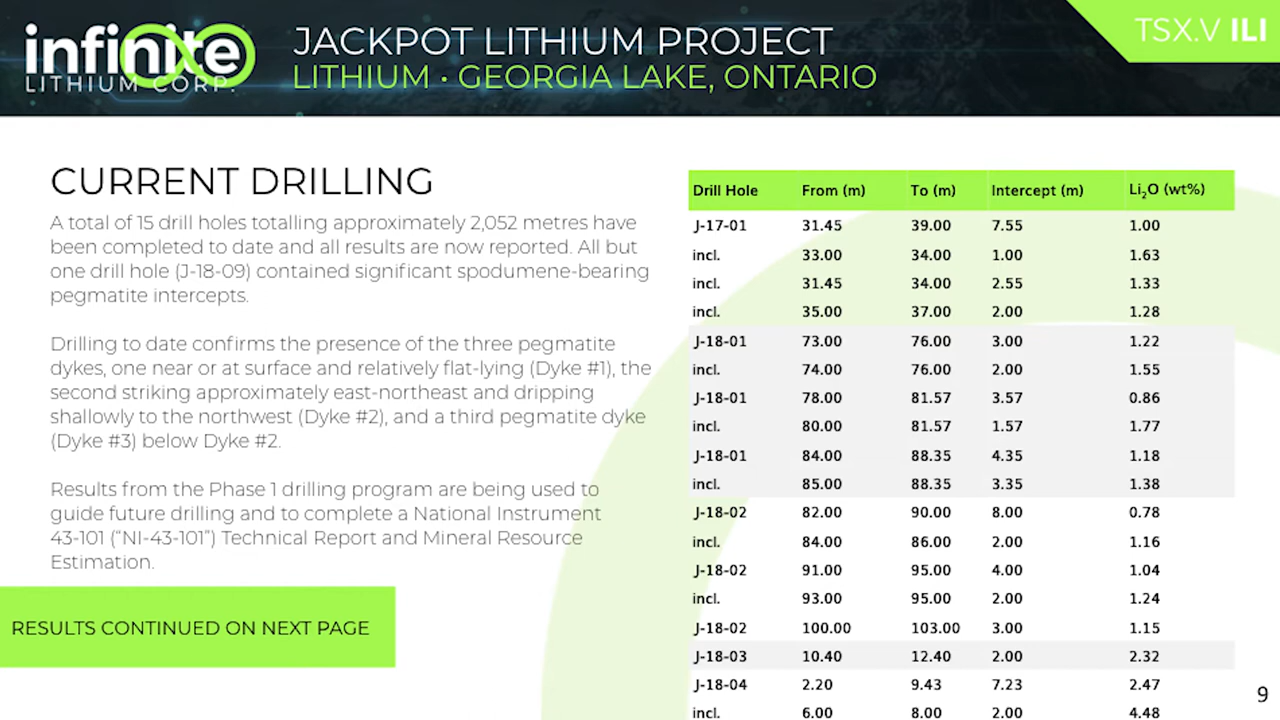 infinite
LITHIUM CORP.
JACKPOT LITHIUM PROJECT
LITHIUM • GEORGIA LAKE, ONTARIO
TSX.V ILI
CURRENT DRILLING
A total of 15 drill holes totalling approximately 2,052 metres have
been completed to date and all results are now reported. All but
one drill hole (J-18-09) contained significant spodumene-bearing
pegmatite intercepts.
Drilling to date confirms the presence of the three pegmatite
dykes, one near or at surface and relatively flat-lying (Dyke #1), the
second striking approximately east-northeast and dripping
shallowly to the northwest (Dyke #2), and a third pegmatite dyke
(Dyke #3) below Dyke #2.
Results from the Phase 1 drilling program are being used to
guide future drilling and to complete a National Instrument
43-101 (“NI-43-101”) Technical Report and Mineral Resource
Estimation.
RESULTS CONTINUED ON NEXT PAGE
Drill Hole From (m) To (m) Intercept (m) Li₂O (wt%)
J-17-01 31.45 39.00 7.55 1.00
incl. 33.00 34.00 1.00 1.63
incl. 31.45 34.00 2.55 1.33
incl. 35.00 37.00 2.00 1.28
J-18-01 73.00 76.00 3.00 1.22
incl. 74.00 76.00 2.00 1.55
J-18-01 78.00 81.57 3.57 0.86
incl. 80.00 81.57 1.57 1.77
J-18-01 84.00 88.35 4.35 1.18
incl. 85.00 88.35 3.35 1.38
J-18-02 82.00 90.00 8.00 0.78
incl. 84.00 86.00 2.00 1.16
J-18-02 91.00 95.00 4.00 1.04
incl. 93.00 95.00 2.00 1.24
J-18-02 100.00 103.00 3.00 1.15
J-18-03 10.40 12.40 2.00 2.32
J-18-04 2.20 9.43 7.23 2.47
incl. 6.00 8.00 2.00 4.48
9